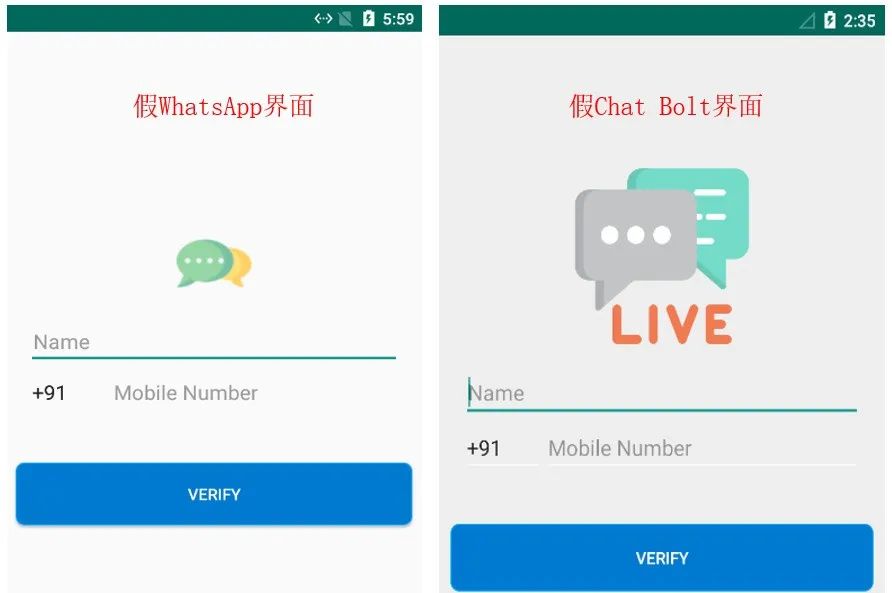 5:59
假WhatsApp界面
Name
+91 Mobile Number
VERIFY
2:35
假Chat Bolt界面
LIVE
Name
+91 Mobile Number
VERIFY